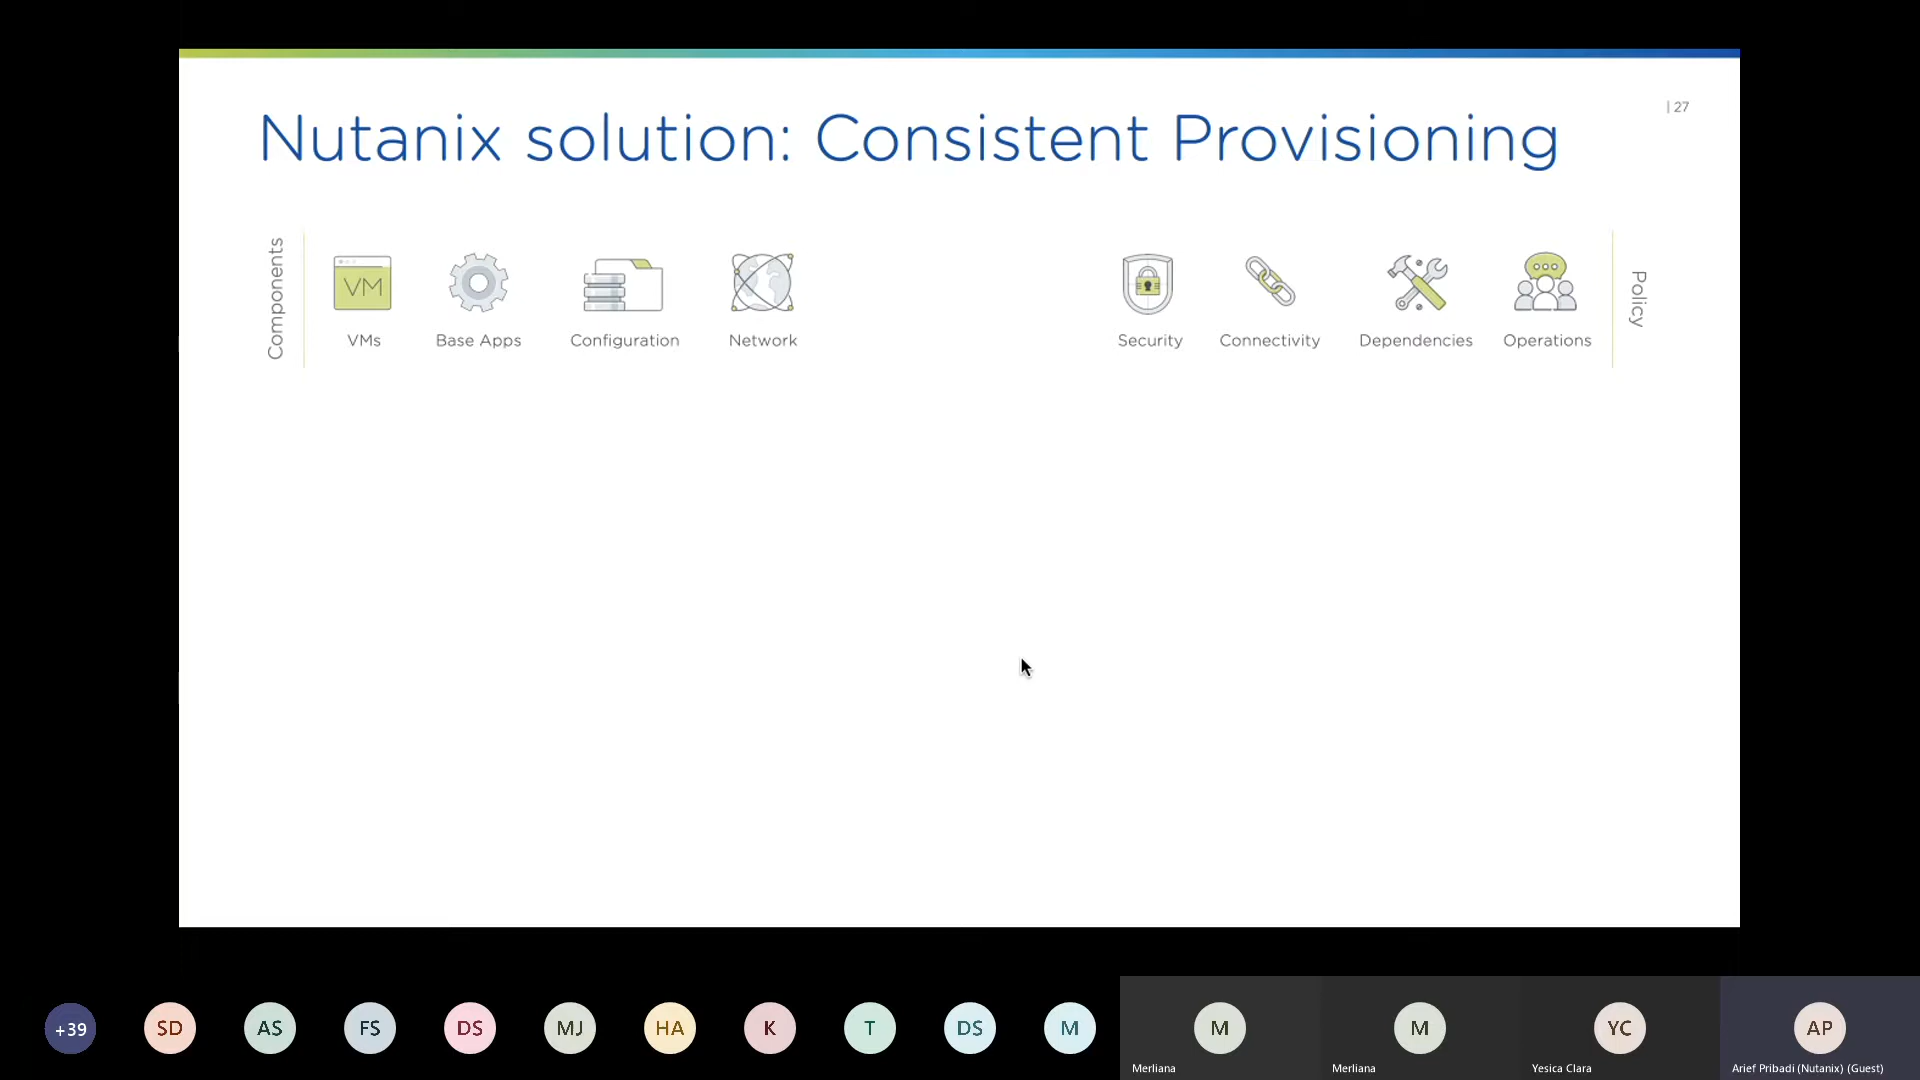 | 27
Nutanix solution: Consistent Provisioning
Components
VM
VMs
Base Apps
Configuration
Network
Security
Connectivity
Dependencies
Operations
Policy
+39
SD
AS
FS
DS
MJ
HA
K
T
DS
M
M
Merliana
M
Merliana
YC
Yesica Clara
AP
Arief Pribadi (Nutanix) (Guest)